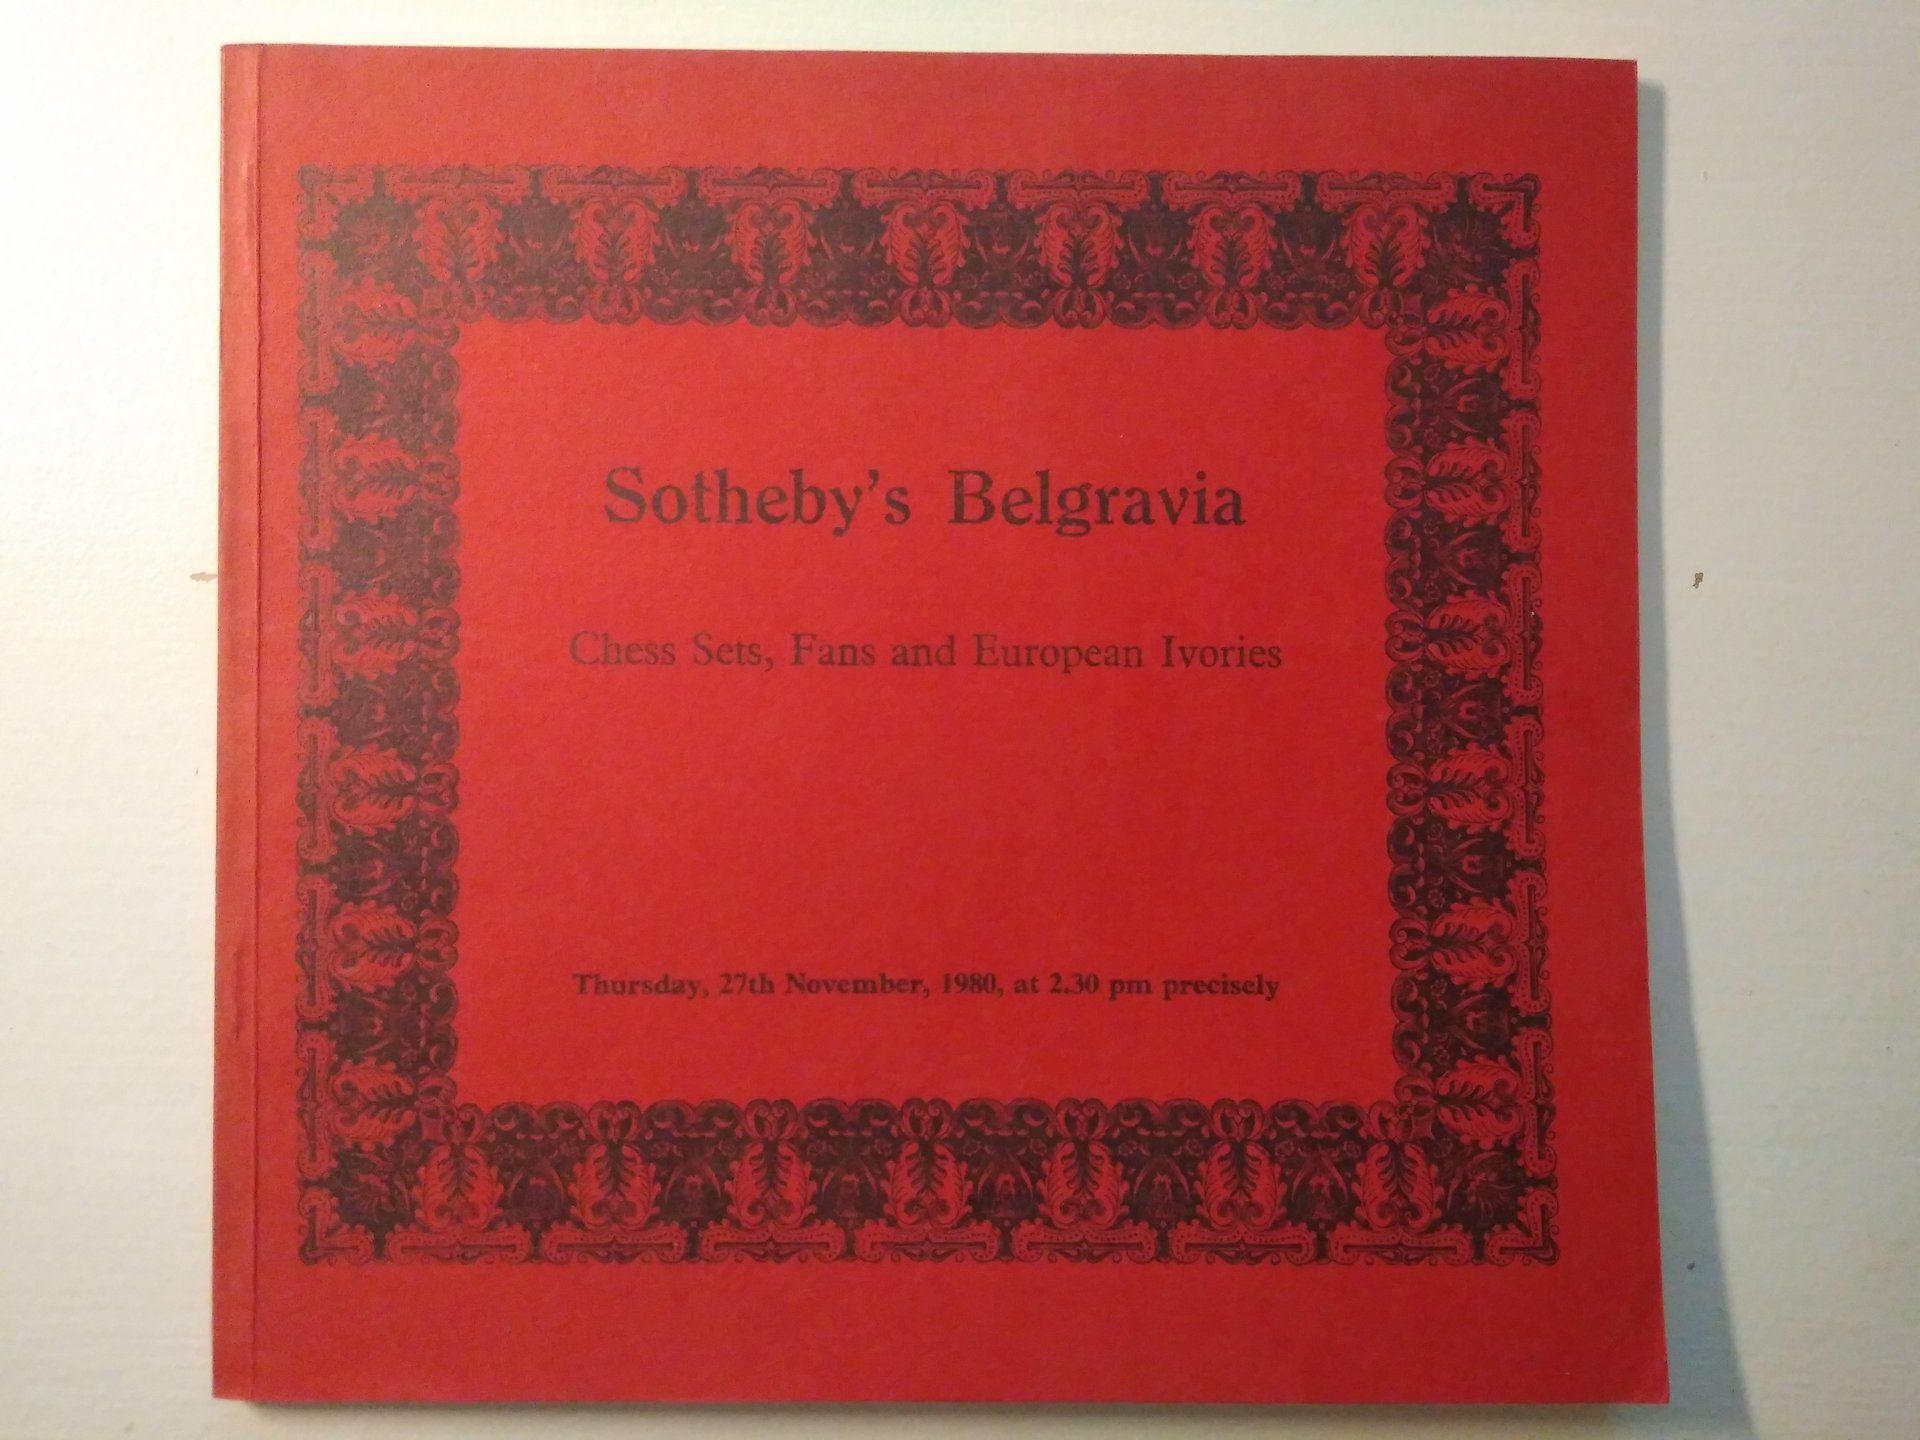 Sotheby's Belgravia
Chess Sets, Fans and European Ivories
Thursday, 27th November, 1980, at 2.30 pm precisely